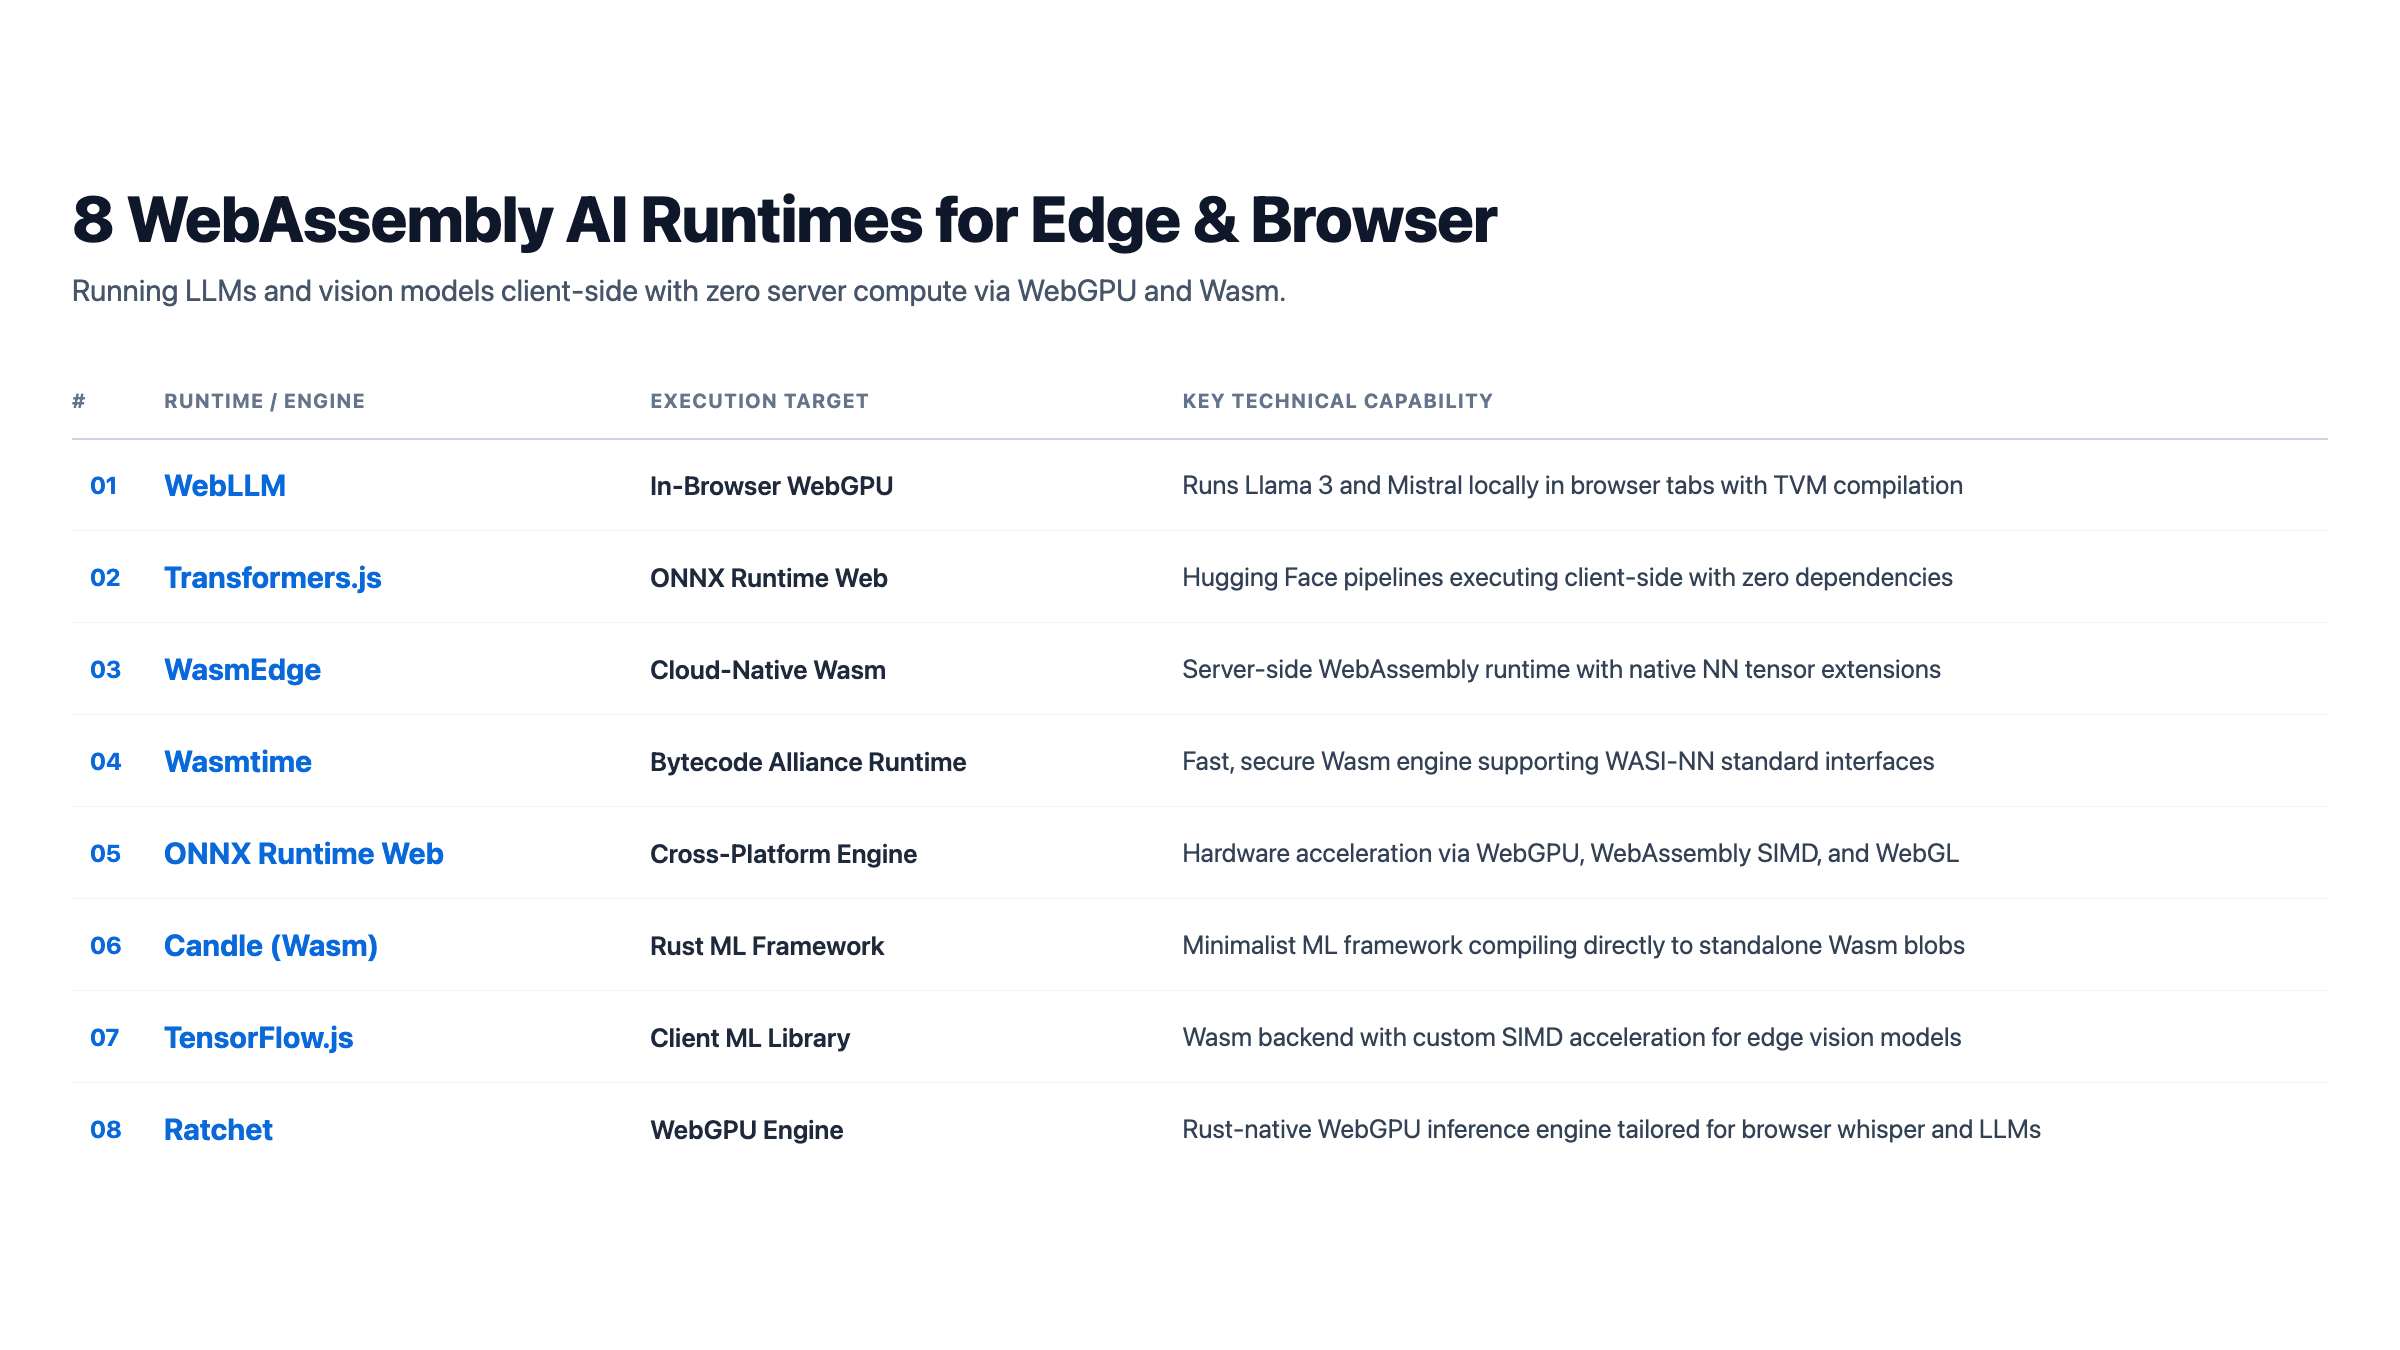 8 WebAssembly AI Runtimes for Edge & Browser
Running LLMs and vision models client-side with zero server compute via WebGPU and Wasm.
# RUNTIME / ENGINE EXECUTION TARGET KEY TECHNICAL CAPABILITY
01 WebLLM In-Browser WebGPU Runs Llama 3 and Mistral locally in browser tabs with TVM compilation
02 Transformers.js ONNX Runtime Web Hugging Face pipelines executing client-side with zero dependencies
03 WasmEdge Cloud-Native Wasm Server-side WebAssembly runtime with native NN tensor extensions
04 Wasmtime Bytecode Alliance Runtime Fast, secure Wasm engine supporting WASI-NN standard interfaces
05 ONNX Runtime Web Cross-Platform Engine Hardware acceleration via WebGPU, WebAssembly SIMD, and WebGL
06 Candle (Wasm) Rust ML Framework Minimalist ML framework compiling directly to standalone Wasm blobs
07 TensorFlow.js Client ML Library Wasm backend with custom SIMD acceleration for edge vision models
08 Ratchet WebGPU Engine Rust-native WebGPU inference engine tailored for browser whisper and LLMs